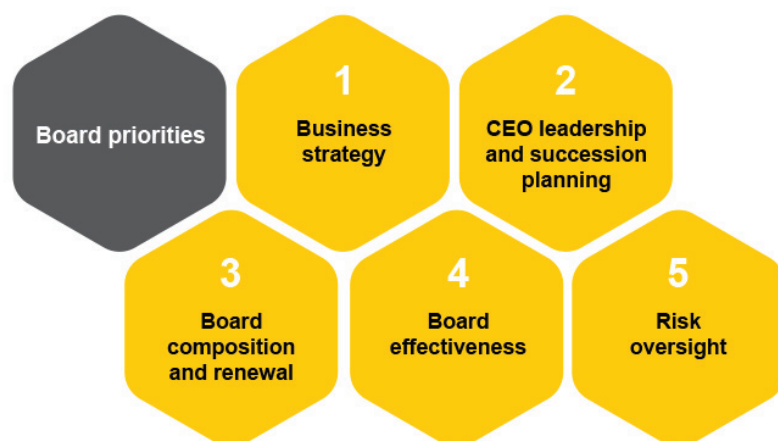 Board priorities
1
Business
strategy
2
CEO leadership
and succession
planning
3
Board
composition
and renewal
4
Board
effectiveness
5
Risk
oversight